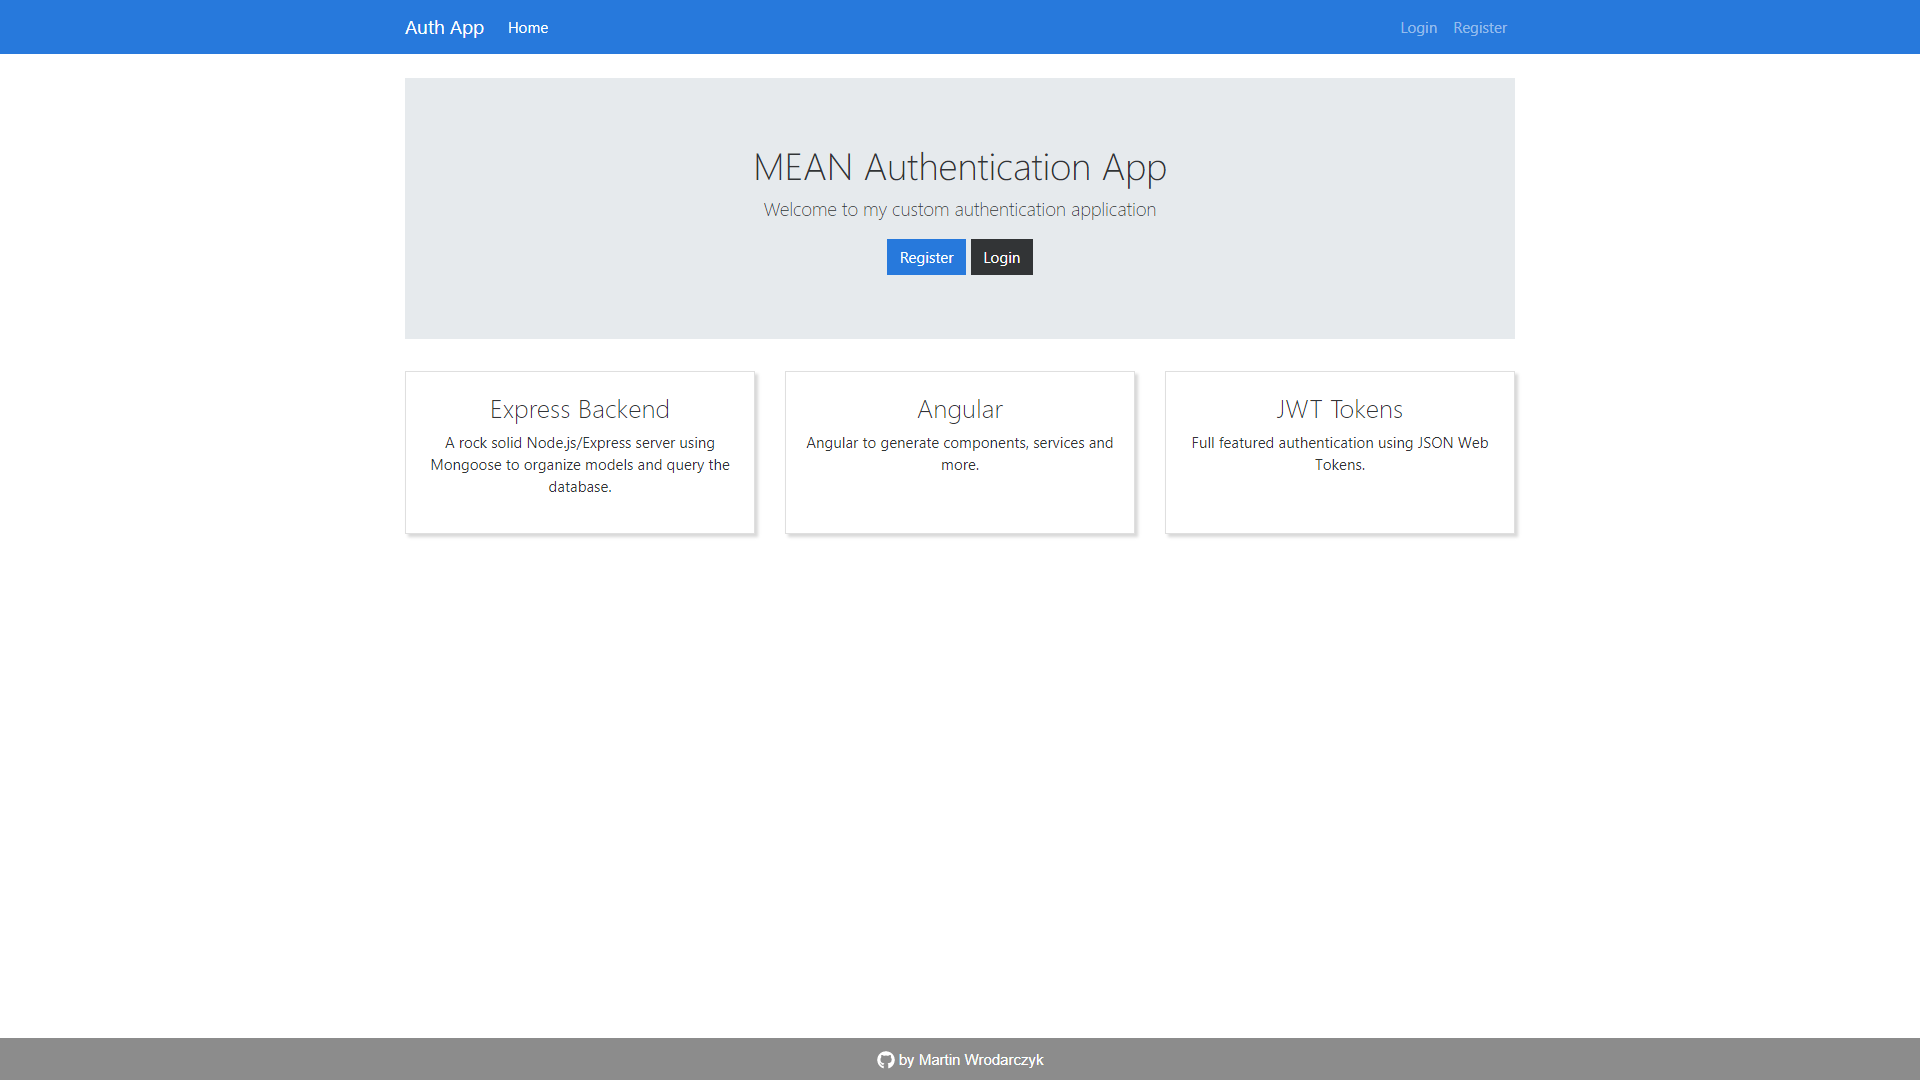 Auth App Home Login Register
MEAN Authentication App
Welcome to my custom authentication application
Register Login
Express Backend
A rock solid Node.js/Express server using
Mongoose to organize models and query the
database.
Angular
Angular to generate components, services and
more.
JWT Tokens
Full featured authentication using JSON Web
Tokens.
by Martin Wrodarczyk